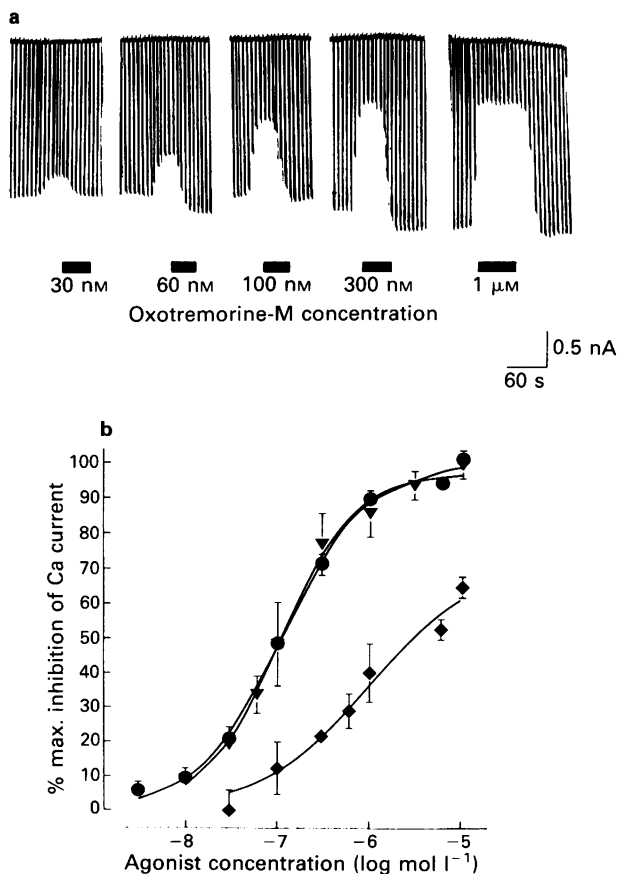 a
30 nM 60 nM 100 nM 300 nM 1 μM
Oxotremorine-M concentration
0.5 nA
60 s
b
% max. inhibition of Ca current
100
90
80
70
60
50
40
30
20
10
0
-8 -7 -6 -5
Agonist concentration (log mol l⁻¹)